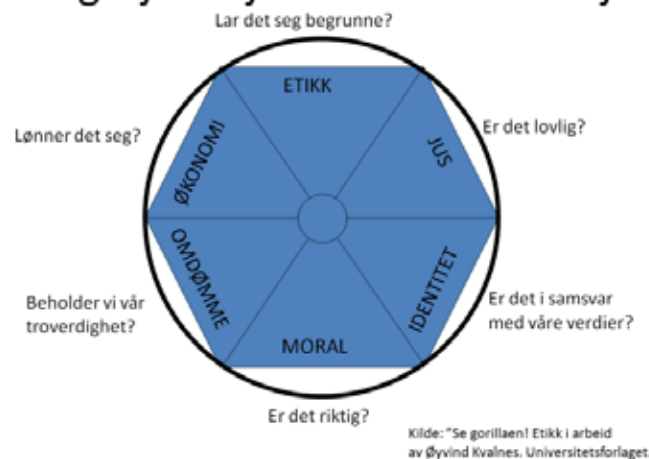 Lar det seg begrunne?
ETIKK
Lønner det seg?
ØKONOMI
JUS
Er det lovlig?
OMDØMME
IDENTITET
Beholder vi vår
troverdighet?
Er det i samsvar
med våre verdier?
MORAL
Er det riktig?
Kilde: "Se gorillaen! Etikk i arbeid
av Øyvind Kvalnes. Universitetsforlaget